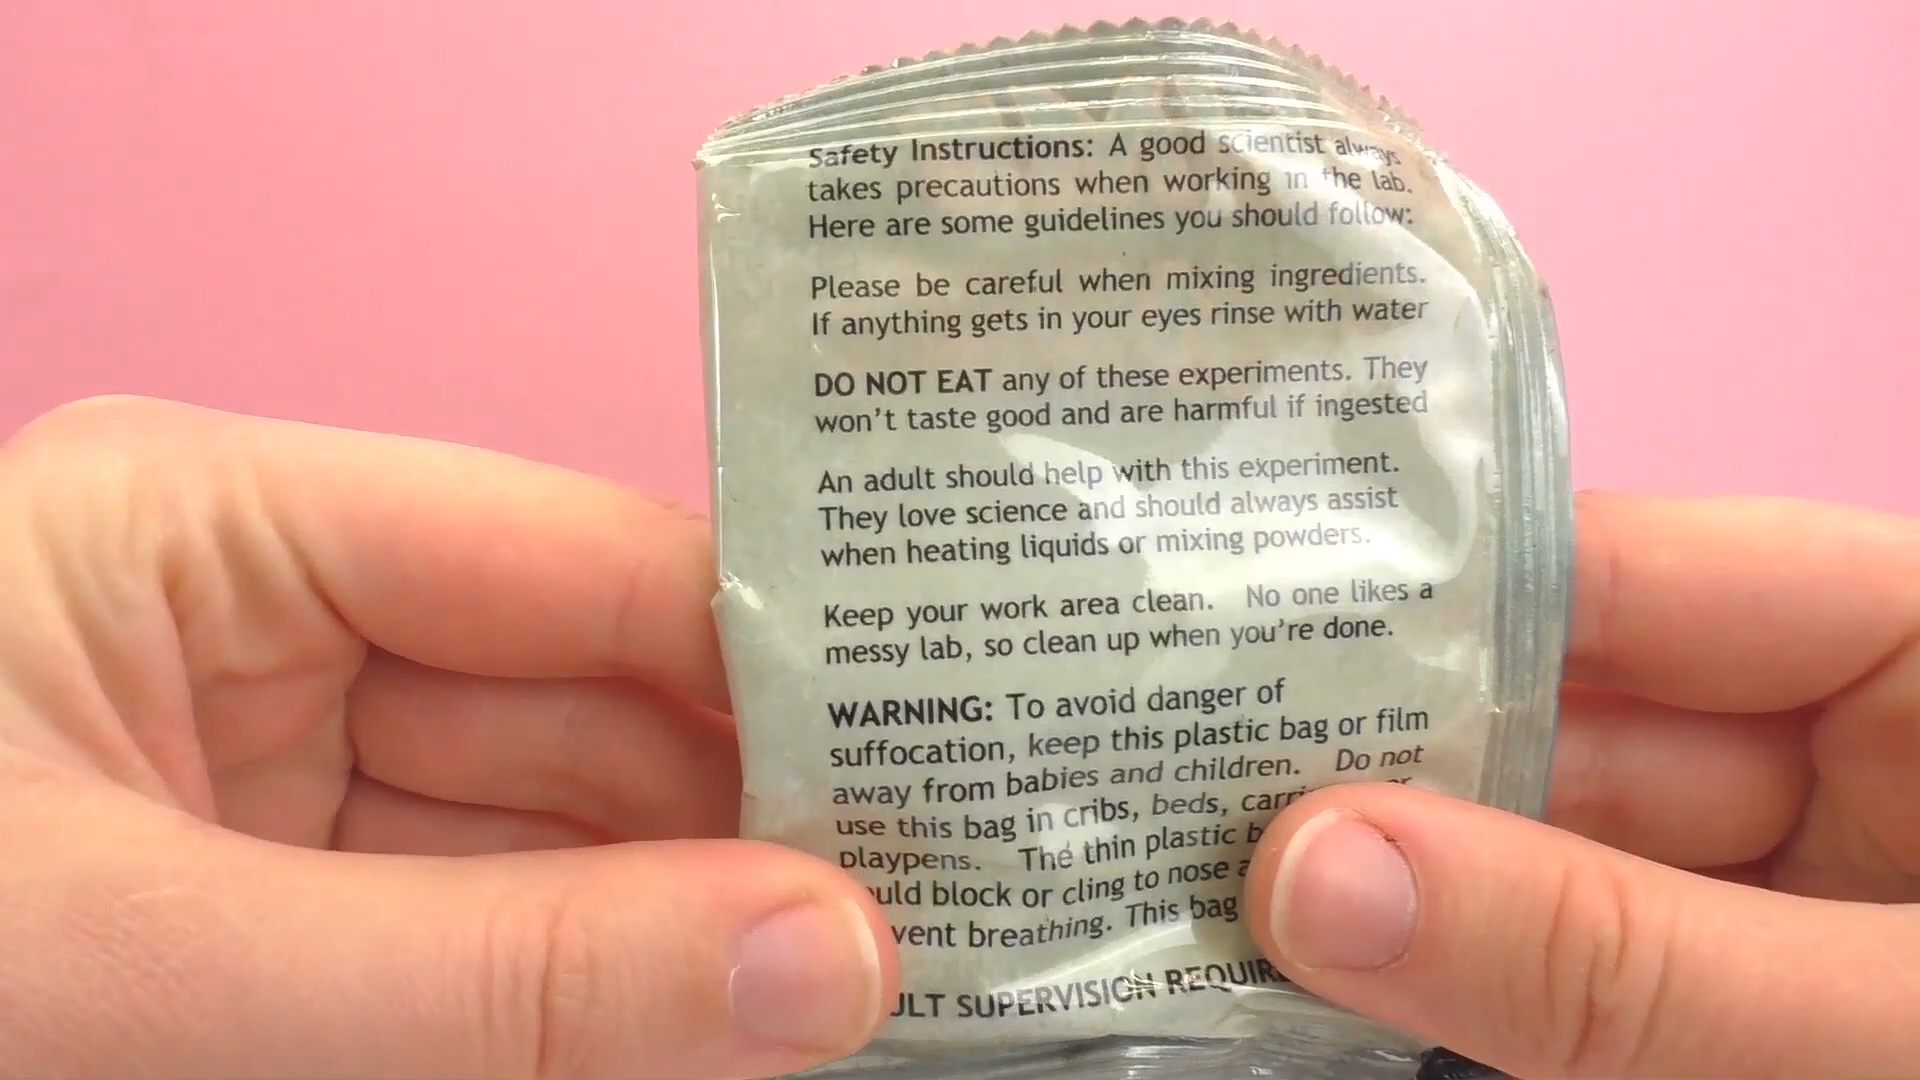 Safety Instructions: A good scientist always
takes precautions when working in the lab.
Here are some guidelines you should follow:
Please be careful when mixing ingredients.
If anything gets in your eyes rinse with water
DO NOT EAT any of these experiments. They
won't taste good and are harmful if ingested
An adult should help with this experiment.
They love science and should always assist
when heating liquids or mixing powders.
Keep your work area clean. No one likes a
messy lab, so clean up when you're done.
WARNING: To avoid danger of
suffocation, keep this plastic bag or film
away from babies and children. Do not
use this bag in cribs, beds,
playpens. The thin plastic
block or cling to nose
breathing. This bag
SUPERVISION